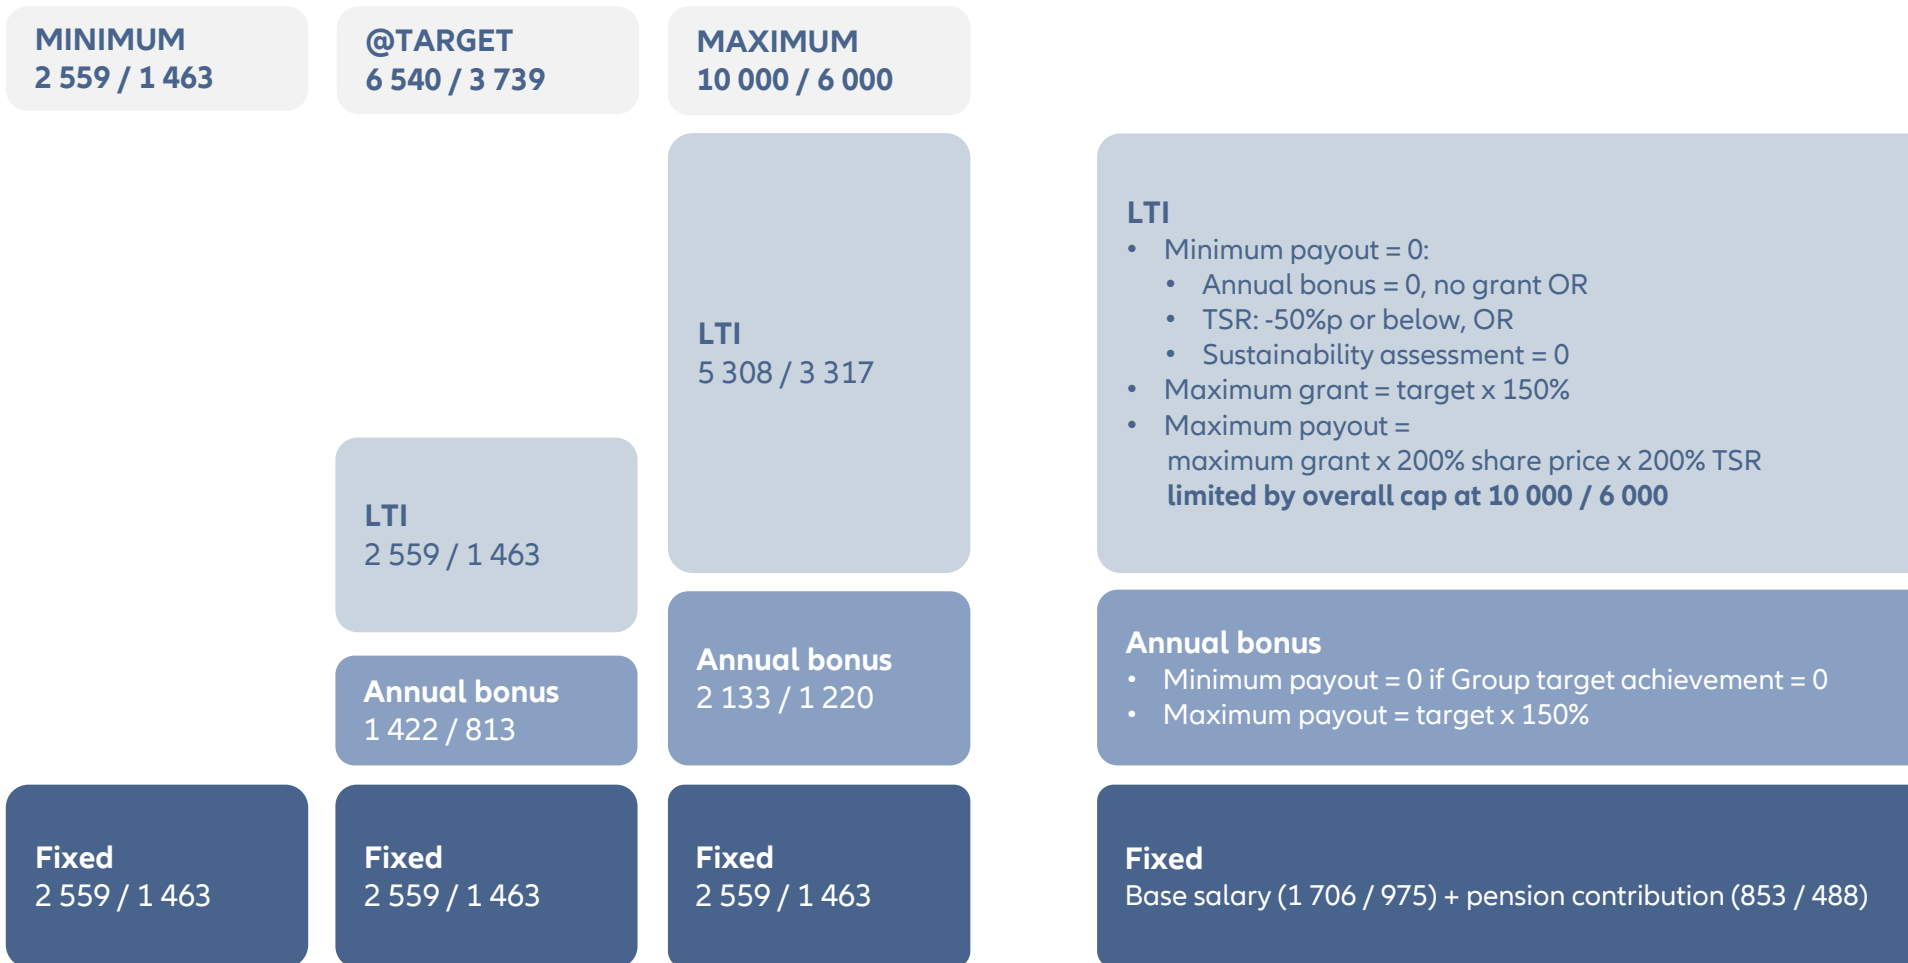 MINIMUM
2 559 / 1 463
@TARGET
6 540 / 3 739
MAXIMUM
10 000 / 6 000
LTI
5 308 / 3 317
LTI
• Minimum payout = 0:
• Annual bonus = 0, no grant OR
• TSR: -50%p or below, OR
• Sustainability assessment = 0
• Maximum grant = target x 150%
• Maximum payout =
maximum grant x 200% share price x 200% TSR
limited by overall cap at 10 000 / 6 000
LTI
2 559 / 1 463
Annual bonus
1 422 / 813
Annual bonus
2 133 / 1 220
Annual bonus
• Minimum payout = 0 if Group target achievement = 0
• Maximum payout = target x 150%
Fixed
2 559 / 1 463
Fixed
2 559 / 1 463
Fixed
2 559 / 1 463
Fixed
Base salary (1 706 / 975) + pension contribution (853 / 488)